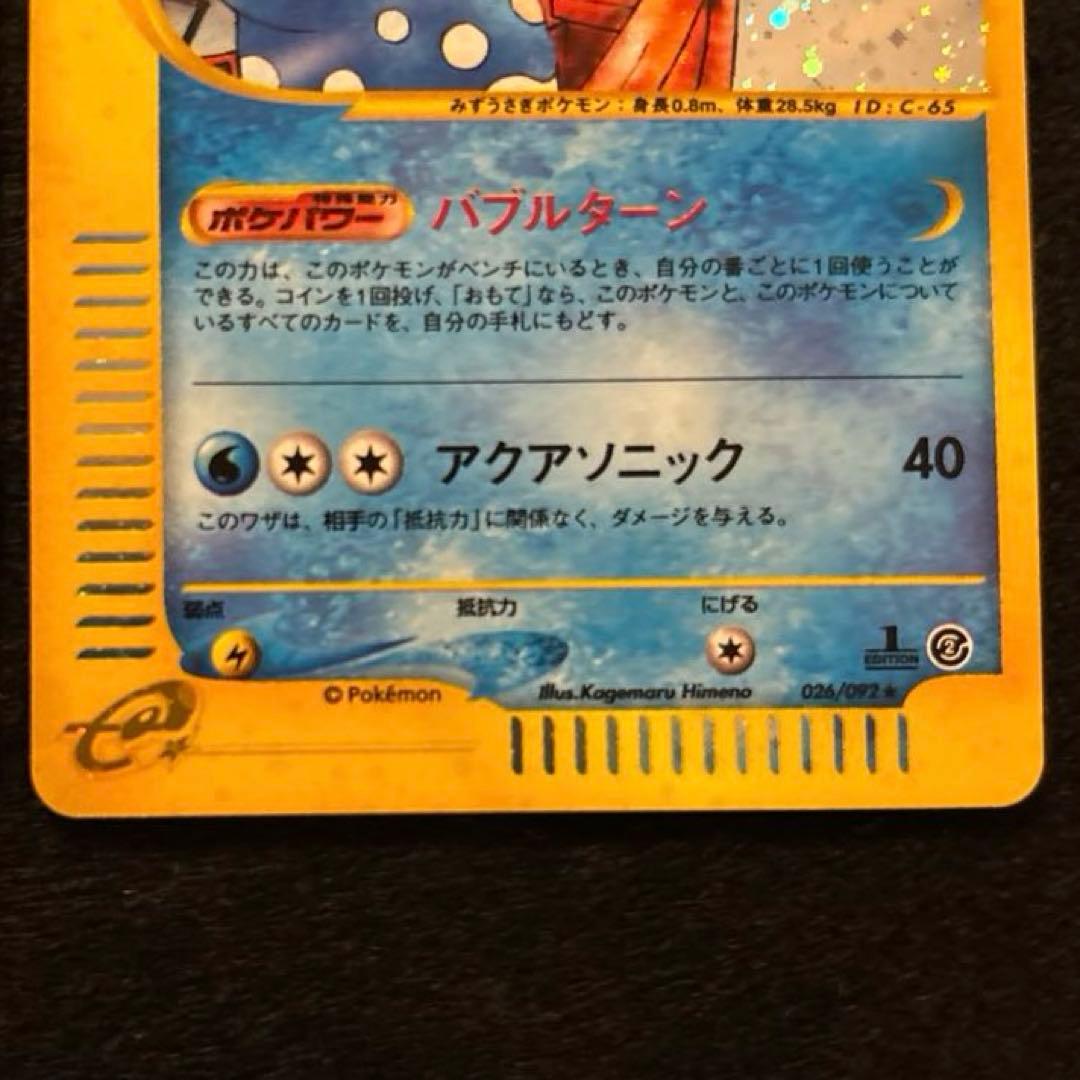 みずうさぎポケモン：身長0.8m、体重28.5kg ID:C-65
特殊能力
ポケパワー バブルターン
この力は、このポケモンがベンチにいるとき、自分の番ごとに1回使うことが
できる。コインを1回投げ、「おもて」なら、このポケモンと、このポケモンについて
いるすべてのカードを、自分の手札にもどす。
アクアソニック 40
このワザは、相手の「抵抗力」に関係なく、ダメージを与える。
弱点 抵抗力 にげる
1 EDITION 2
© Pokémon Illus.Kagemaru Himeno 026/092 ★
e